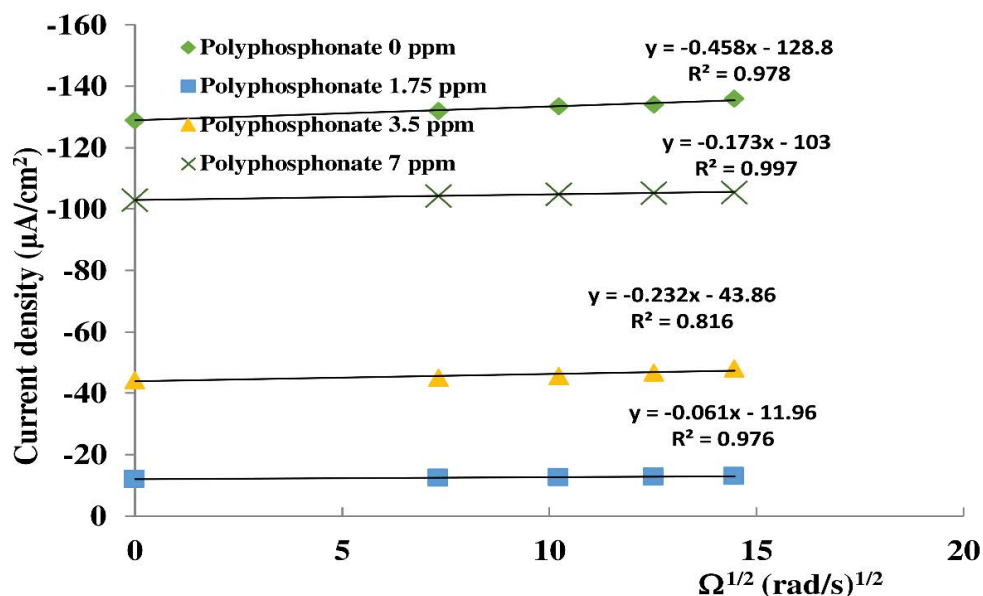 -160
-140
-120
-100
-80
-60
-40
-20
0
Current density (µA/cm²)
Polyphosphonate 0 ppm
Polyphosphonate 1.75 ppm
Polyphosphonate 3.5 ppm
Polyphosphonate 7 ppm
y = -0.458x - 128.8
R² = 0.978
y = -0.173x - 103
R² = 0.997
y = -0.232x - 43.86
R² = 0.816
y = -0.061x - 11.96
R² = 0.976
0 5 10 15 20
Ω^1/2 (rad/s)^1/2